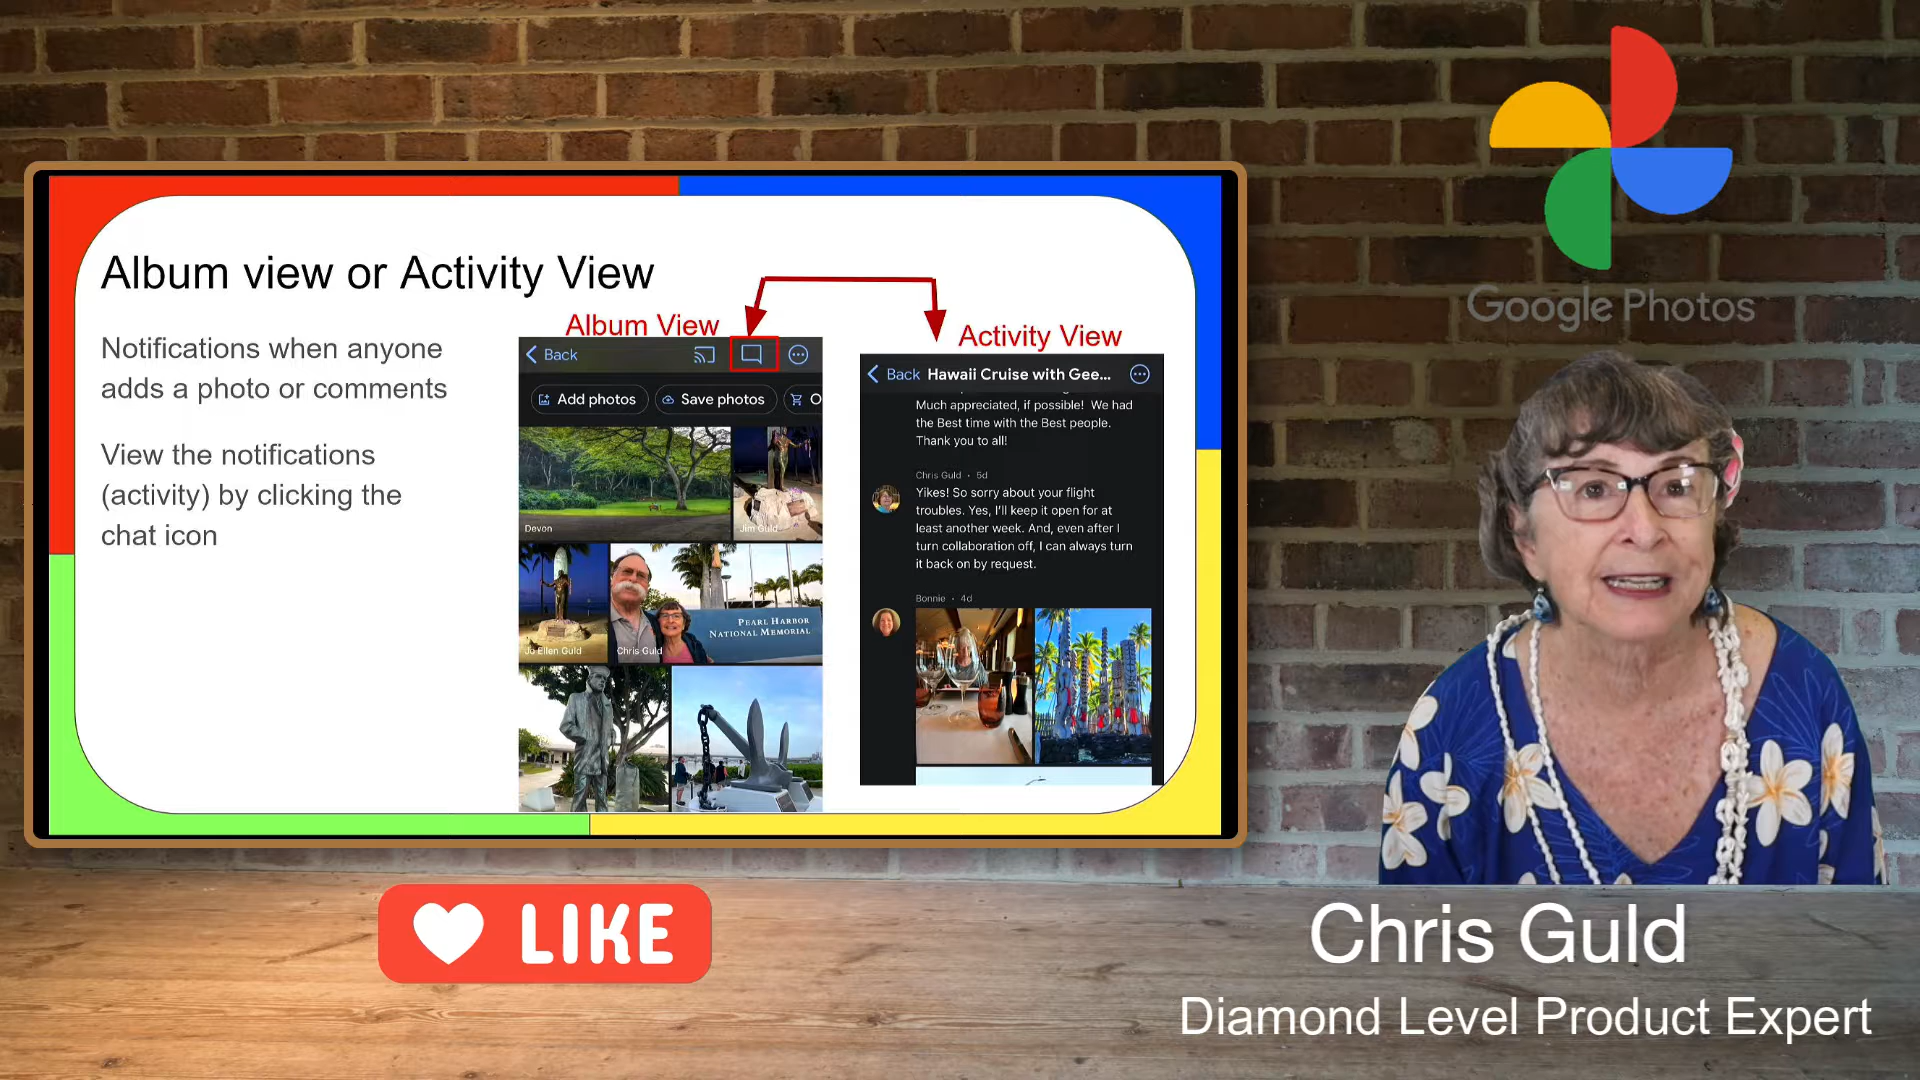 Google Photos
Album view or Activity View
Notifications when anyone
adds a photo or comments
View the notifications
(activity) by clicking the
chat icon
Album View
Back
Add photos
Save photos
O
Devon
Jim Guld
Jo Ellen Guld
Chris Guld
PEARL HARBOR
NATIONAL MEMORIAL
Activity View
Back Hawaii Cruise with Gee...
Much appreciated, if possible! We had
the Best time with the Best people.
Thank you to all!
Chris Guld · 5d
Yikes! So sorry about your flight
troubles. Yes, I'll keep it open for at
least another week. And, even after I
turn collaboration off, I can always turn
it back on by request.
Bonnie · 4d
LIKE
Chris Guld
Diamond Level Product Expert